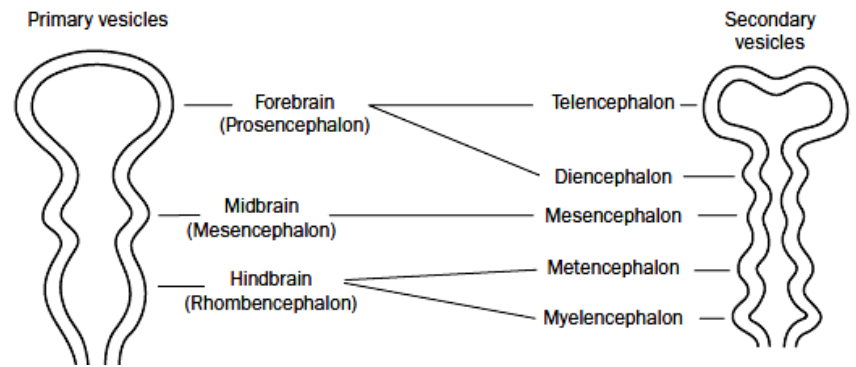 Primary vesicles
Secondary
vesicles
Forebrain
(Prosencephalon)
Telencephalon
Diencephalon
Midbrain
(Mesencephalon)
Mesencephalon
Hindbrain
(Rhombencephalon)
Metencephalon
Myelencephalon